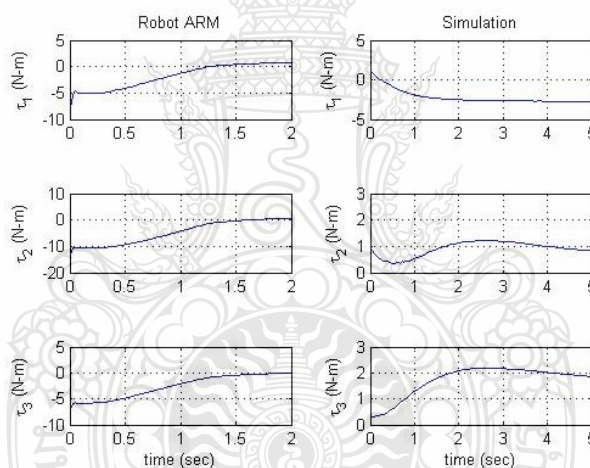 Robot ARM
5
0
-5
-10
τ1 (N-m)
0 0.5 1 1.5 2
Simulation
5
0
-5
τ1 (N-m)
0 1 2 3 4 5
10
0
-10
-20
τ2 (N-m)
0 0.5 1 1.5 2
3
2
1
0
τ2 (N-m)
0 1 2 3 4 5
5
0
-5
-10
τ3 (N-m)
0 0.5 1 1.5 2
time (sec)
3
2
1
0
τ3 (N-m)
0 1 2 3 4 5
time (sec)